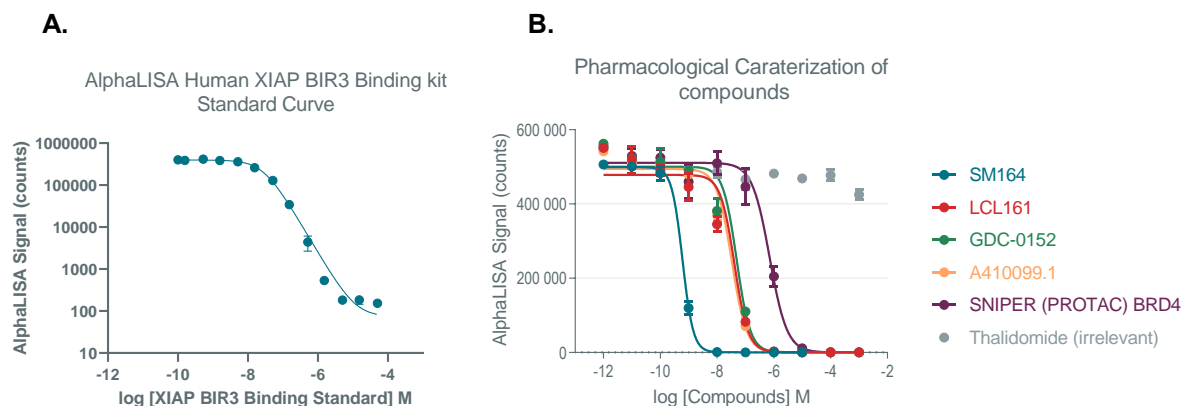 A.
AlphaLISA Human XIAP BIR3 Binding kit
Standard Curve
AlphaLISA Signal (counts)
1000000
100000
10000
1000
100
10
-12
-10
-8
-6
-4
-2
log [XIAP BIR3 Binding Standard] M
B.
Pharmacological Caraterization of
compounds
AlphaLISA Signal (counts)
600 000
400 000
200 000
0
-12
-10
-8
-6
-4
-2
log [Compounds] M
SM164
LCL161
GDC-0152
A410099.1
SNIPER (PROTAC) BRD4
Thalidomide (irrelevant)